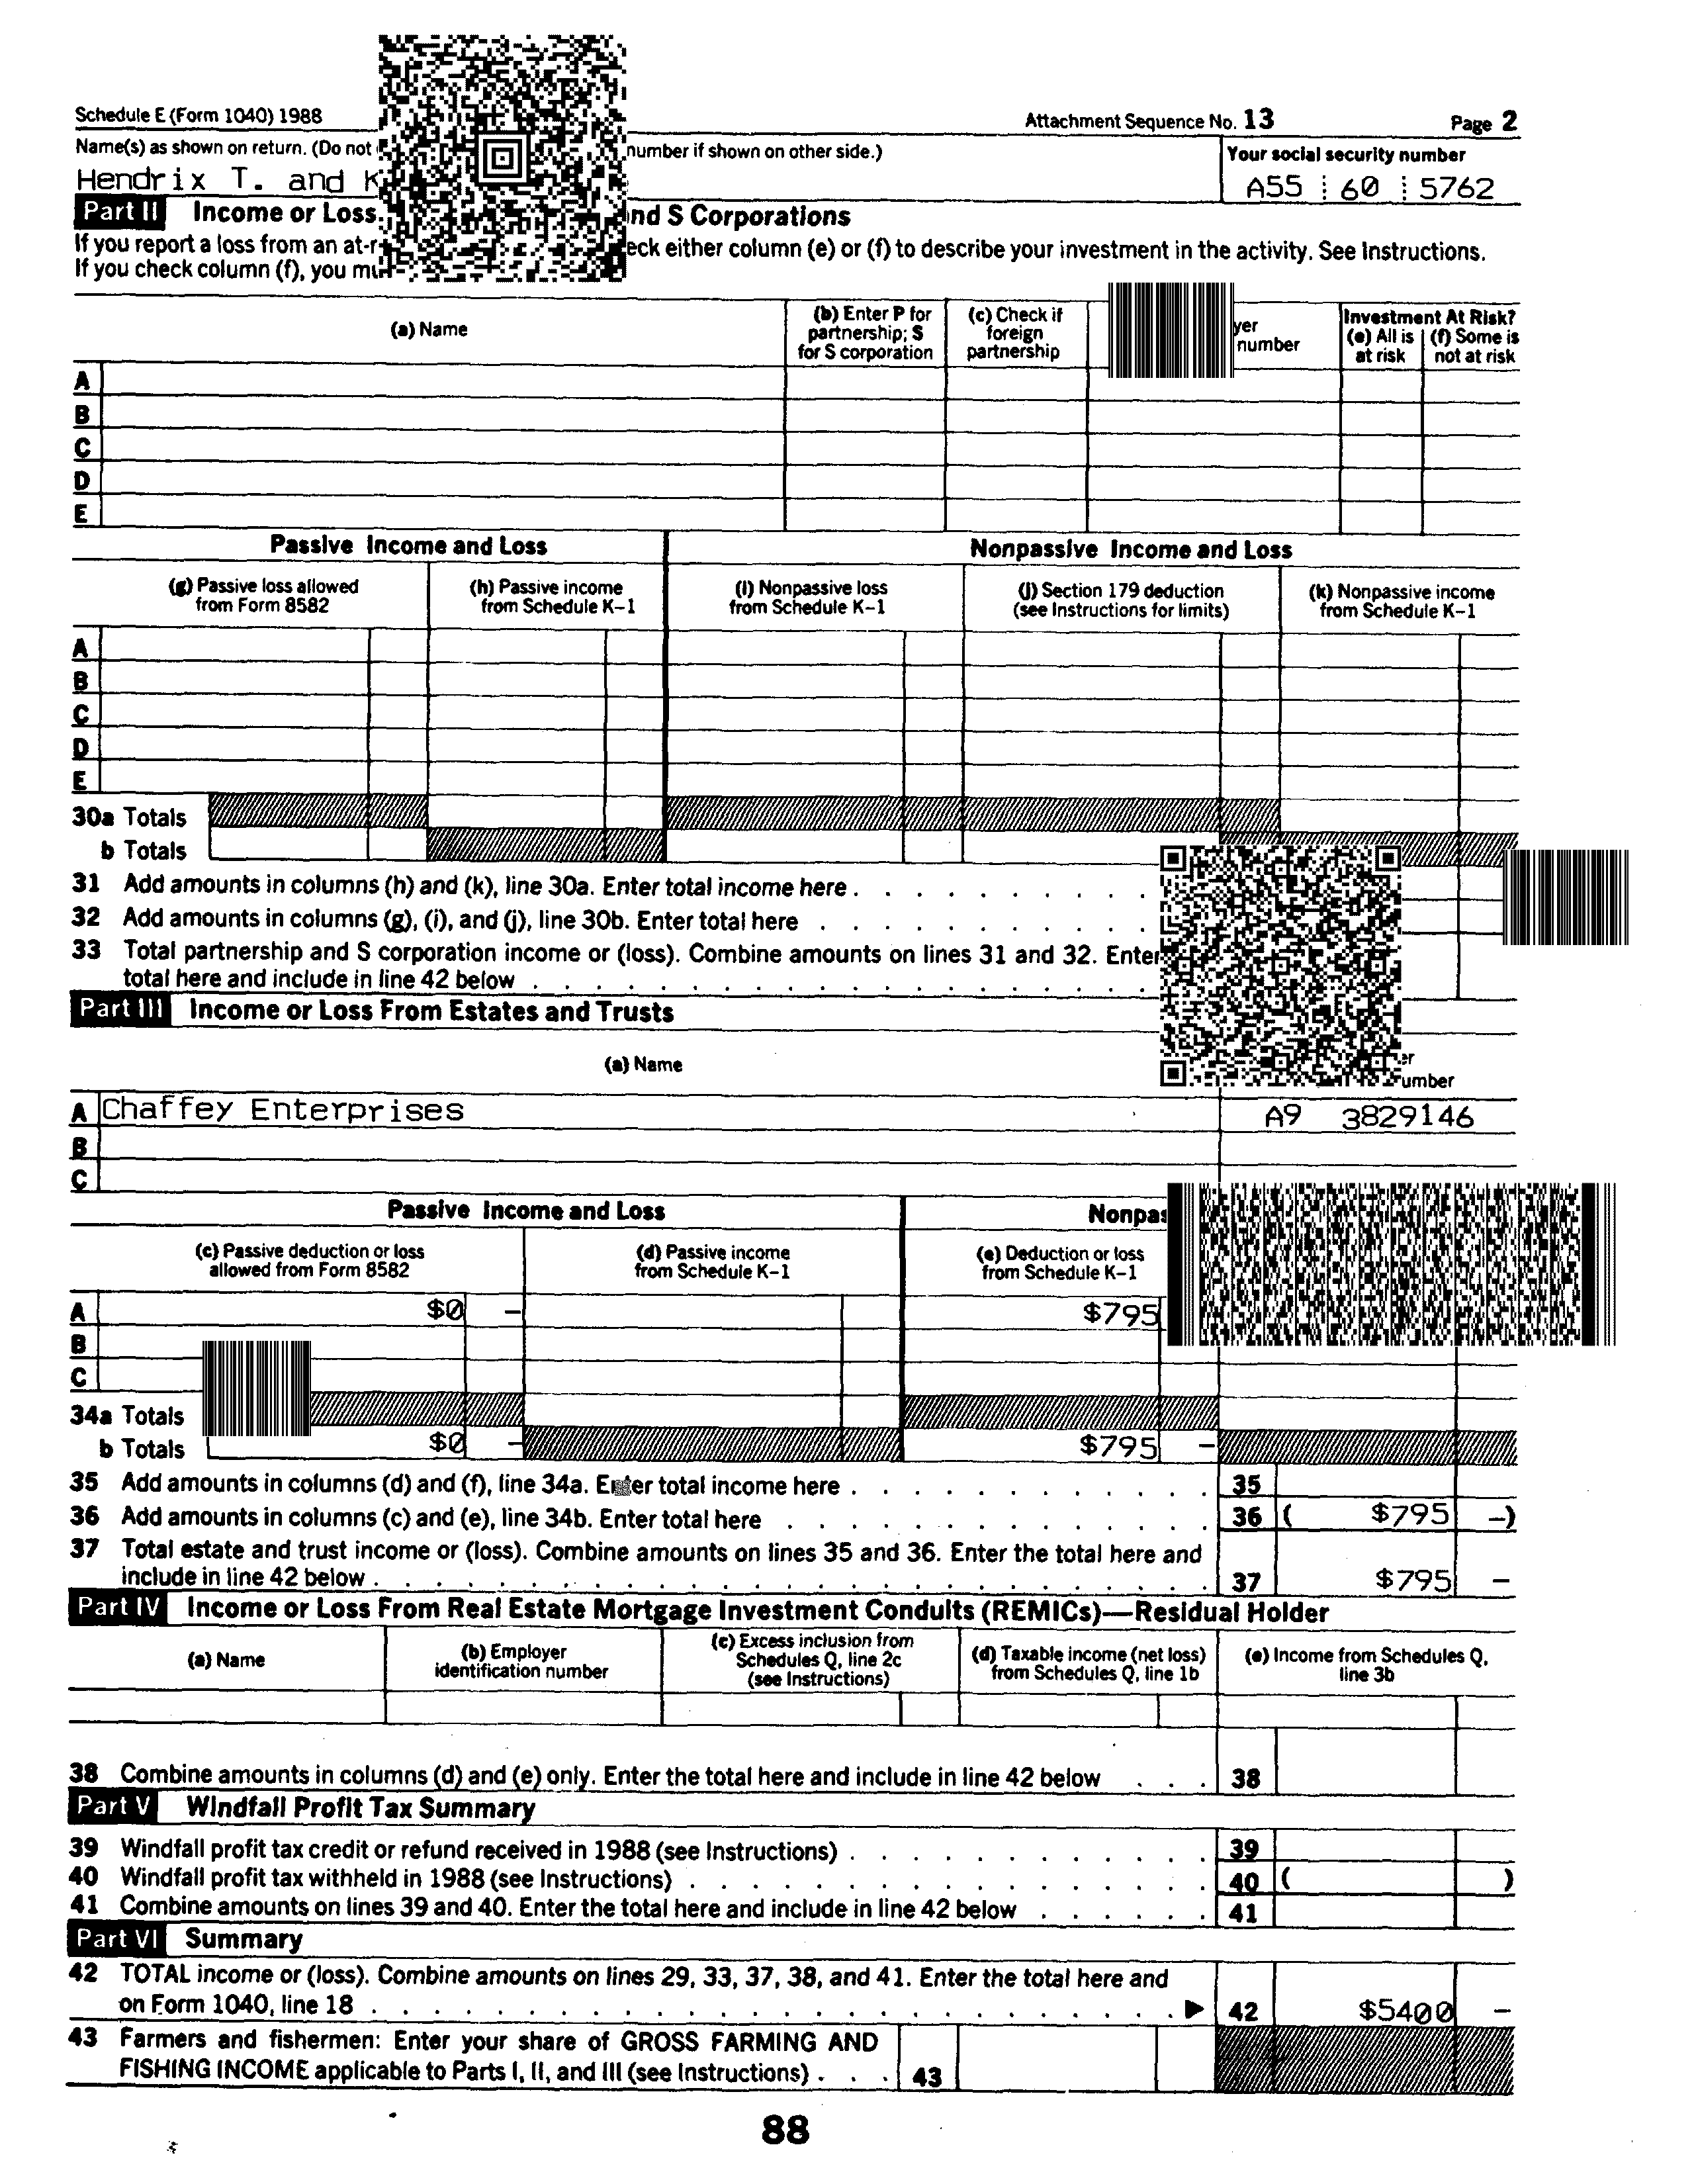 Schedule E (Form 1040) 1988 Attachment Sequence No. 13 Page 2
Name(s) as shown on return. (Do not number if shown on other side.) Your social security number
Hendrix T. and A55 60 5762
Part II Income or Loss nd S Corporations
If you report a loss from an at-r eck either column (e) or (f) to describe your investment in the activity. See Instructions.
If you check column (f), you mu
(a) Name (b) Enter P for partnership; S for S corporation (c) Check if foreign partnership yer number Investment At Risk? (e) All is at risk (f) Some is not at risk
A
B
C
D
E
Passive Income and Loss Nonpassive Income and Loss
(g) Passive loss allowed from Form 8582 (h) Passive income from Schedule K–1 (i) Nonpassive loss from Schedule K–1 (j) Section 179 deduction (see Instructions for limits) (k) Nonpassive income from Schedule K–1
A
B
C
D
E
30a Totals
b Totals
31 Add amounts in columns (h) and (k), line 30a. Enter total income here
32 Add amounts in columns (g), (i), and (j), line 30b. Enter total here
33 Total partnership and S corporation income or (loss). Combine amounts on lines 31 and 32. Enter
total here and include in line 42 below
Part III Income or Loss From Estates and Trusts
(a) Name er umber
A Chaffey Enterprises A9 3829146
B
C
Passive Income and Loss Nonpas
(c) Passive deduction or loss allowed from Form 8582 (d) Passive income from Schedule K–1 (e) Deduction or loss from Schedule K–1
A $0 – $795
B
C
34a Totals
b Totals $0 – $795 –
35 Add amounts in columns (d) and (f), line 34a. Enter total income here 35
36 Add amounts in columns (c) and (e), line 34b. Enter total here 36 ( $795 –)
37 Total estate and trust income or (loss). Combine amounts on lines 35 and 36. Enter the total here and
include in line 42 below 37 $795 –
Part IV Income or Loss From Real Estate Mortgage Investment Conduits (REMICs)—Residual Holder
(a) Name (b) Employer identification number (c) Excess inclusion from Schedules Q, line 2c (see Instructions) (d) Taxable income (net loss) from Schedules Q, line 1b (e) Income from Schedules Q, line 3b
38 Combine amounts in columns (d) and (e) only. Enter the total here and include in line 42 below 38
Part V Windfall Profit Tax Summary
39 Windfall profit tax credit or refund received in 1988 (see Instructions) 39
40 Windfall profit tax withheld in 1988 (see Instructions) 40 ( )
41 Combine amounts on lines 39 and 40. Enter the total here and include in line 42 below 41
Part VI Summary
42 TOTAL income or (loss). Combine amounts on lines 29, 33, 37, 38, and 41. Enter the total here and
on Form 1040, line 18 ▶ 42 $5400 –
43 Farmers and fishermen: Enter your share of GROSS FARMING AND
FISHING INCOME applicable to Parts I, II, and III (see Instructions) 43
88